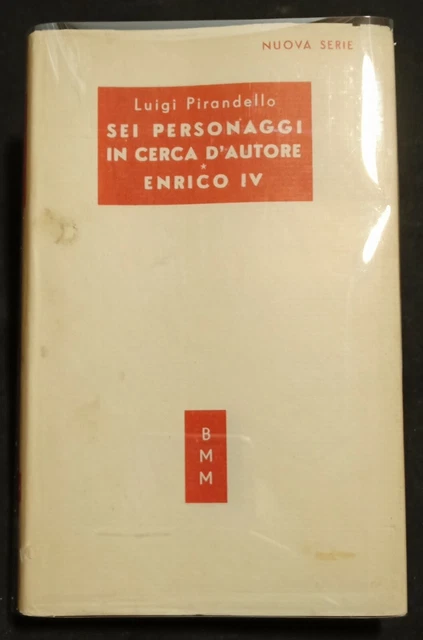 NUOVA SERIE
Luigi Pirandello
SEI PERSONAGGI
IN CERCA D'AUTORE
*
ENRICO IV
B
M
M